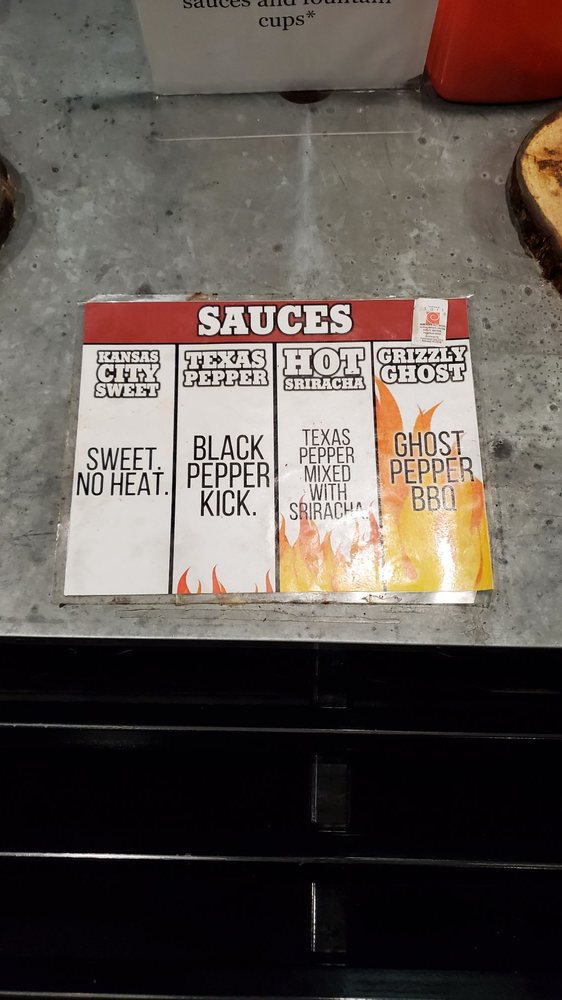 sauces and fountain
cups*
SAUCES
KANSAS
CITY
SWEET
SWEET.
NO HEAT.
TEXAS
PEPPER
BLACK
PEPPER
KICK.
HOT
SRIRACHA
TEXAS
PEPPER
MIXED
WITH
SRIRACHA.
GRIZZLY
GHOST
GHOST
PEPPER
BBQ